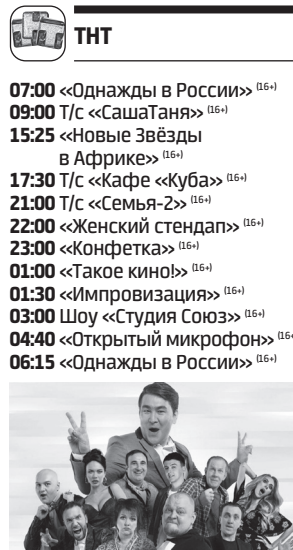 ТНТ
07:00 «Однажды в России» (16+)
09:00 Т/с «СашаТаня» (16+)
15:25 «Новые Звёзды
в Африке» (16+)
17:30 Т/с «Кафе «Куба» (16+)
21:00 Т/с «Семья-2» (16+)
22:00 «Женский стендап» (16+)
23:00 «Конфетка» (16+)
01:00 «Такое кино!» (16+)
01:30 «Импровизация» (16+)
03:00 Шоу «Студия Союз» (16+)
04:40 «Открытый микрофон» (16+
06:15 «Однажды в России» (16+)